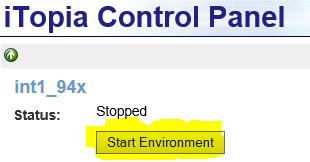 iTopia Control Panel
int1_94x
Status: Stopped
Start Environment